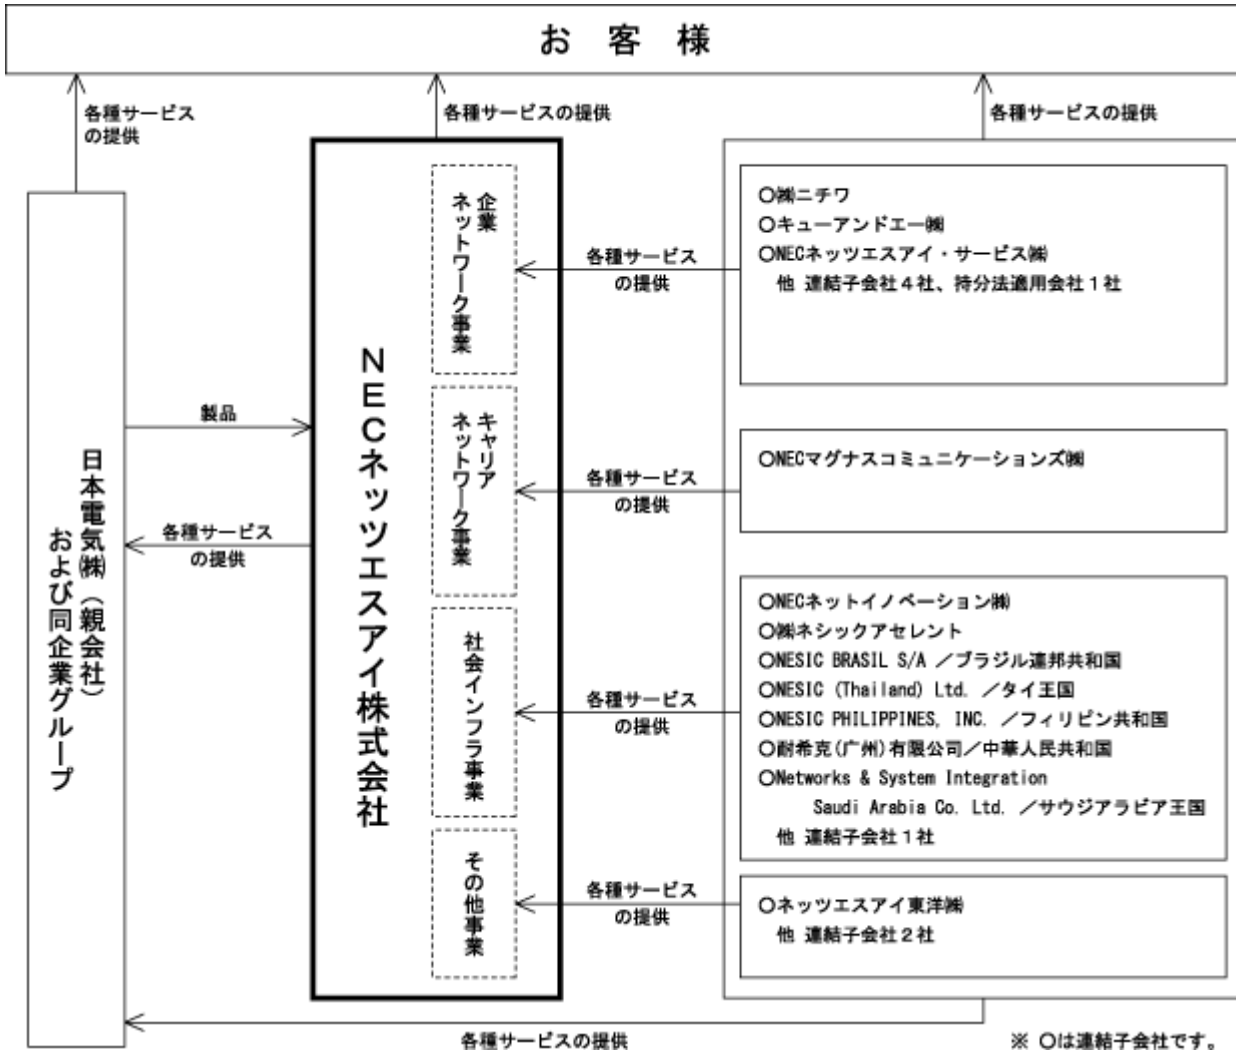 お 客 様
各種サービス
の提供
各種サービスの提供
各種サービスの提供
日本電気㈱（親会社）
および同企業グループ
製品
各種サービス
の提供
NECネッツエスアイ株式会社
企業
ネットワーク事業
キャリア
ネットワーク事業
社会インフラ事業
その他事業
各種サービス
の提供
○㈱ニチワ
○キューアンドエー㈱
○NECネッツエスアイ・サービス㈱
他 連結子会社４社、持分法適用会社１社
各種サービス
の提供
○NECマグナスコミュニケーションズ㈱
各種サービス
の提供
○NECネットイノベーション㈱
○㈱ネシックアセレント
○NESIC BRASIL S/A ／ブラジル連邦共和国
○NESIC (Thailand) Ltd. ／タイ王国
○NESIC PHILIPPINES, INC. ／フィリピン共和国
○耐希克(广州)有限公司／中華人民共和国
○Networks & System Integration
Saudi Arabia Co. Ltd. ／サウジアラビア王国
他 連結子会社１社
各種サービス
の提供
○ネッツエスアイ東洋㈱
他 連結子会社２社
各種サービスの提供
※ ○は連結子会社です。